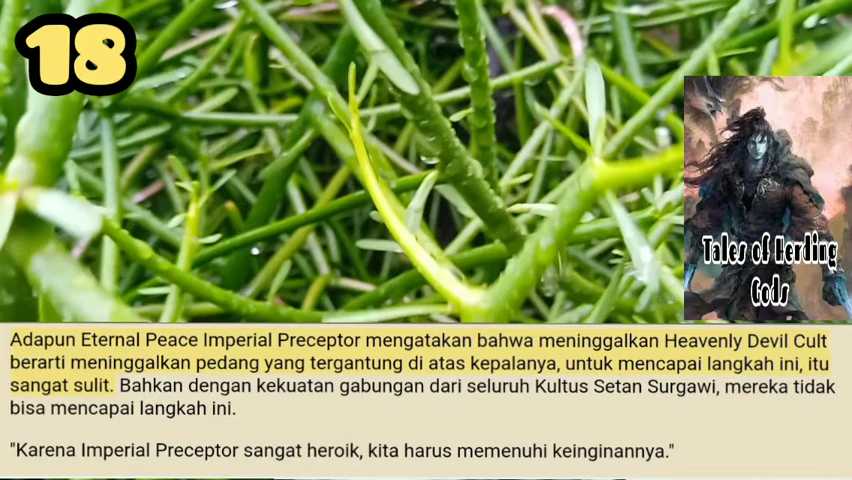 18
Tales of Herding
Gods
Adapun Eternal Peace Imperial Preceptor mengatakan bahwa meninggalkan Heavenly Devil Cult
berarti meninggalkan pedang yang tergantung di atas kepalanya, untuk mencapai langkah ini, itu
sangat sulit. Bahkan dengan kekuatan gabungan dari seluruh Kultus Setan Surgawi, mereka tidak
bisa mencapai langkah ini.
"Karena Imperial Preceptor sangat heroik, kita harus memenuhi keinginannya."